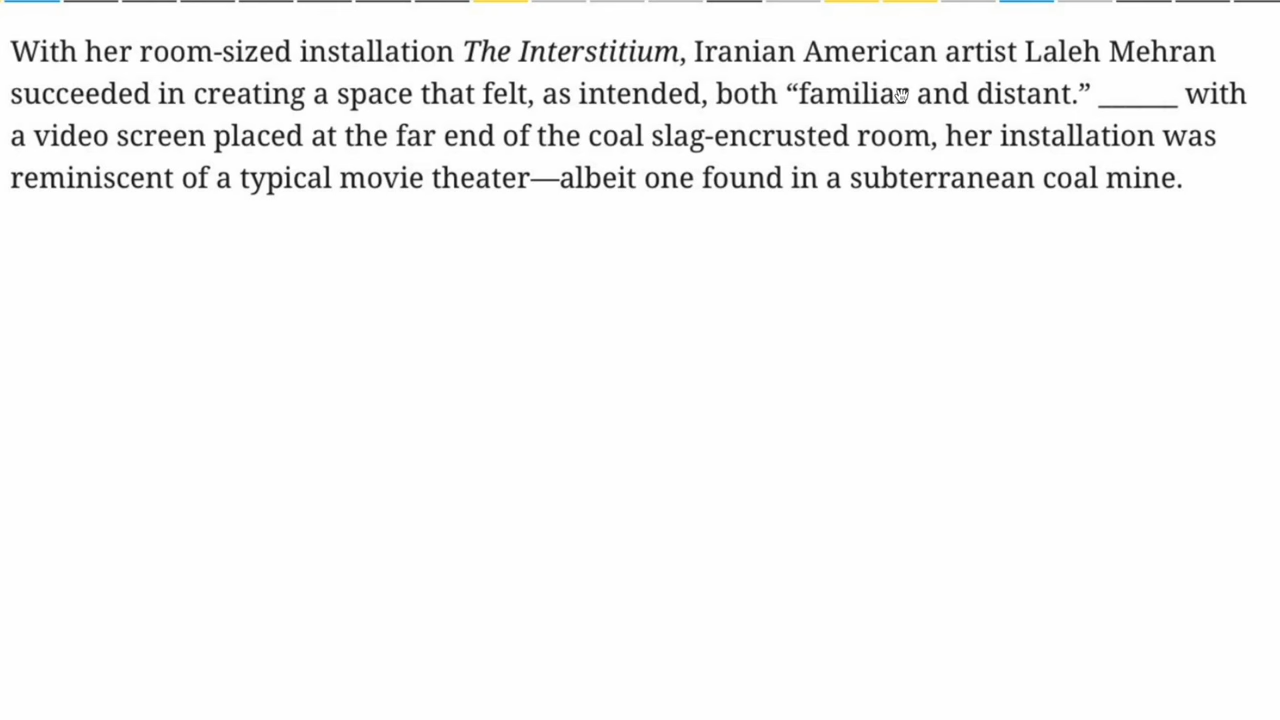 With her room-sized installation The Interstitium, Iranian American artist Laleh Mehran
succeeded in creating a space that felt, as intended, both “familiar and distant.” ______ with
a video screen placed at the far end of the coal slag-encrusted room, her installation was
reminiscent of a typical movie theater—albeit one found in a subterranean coal mine.